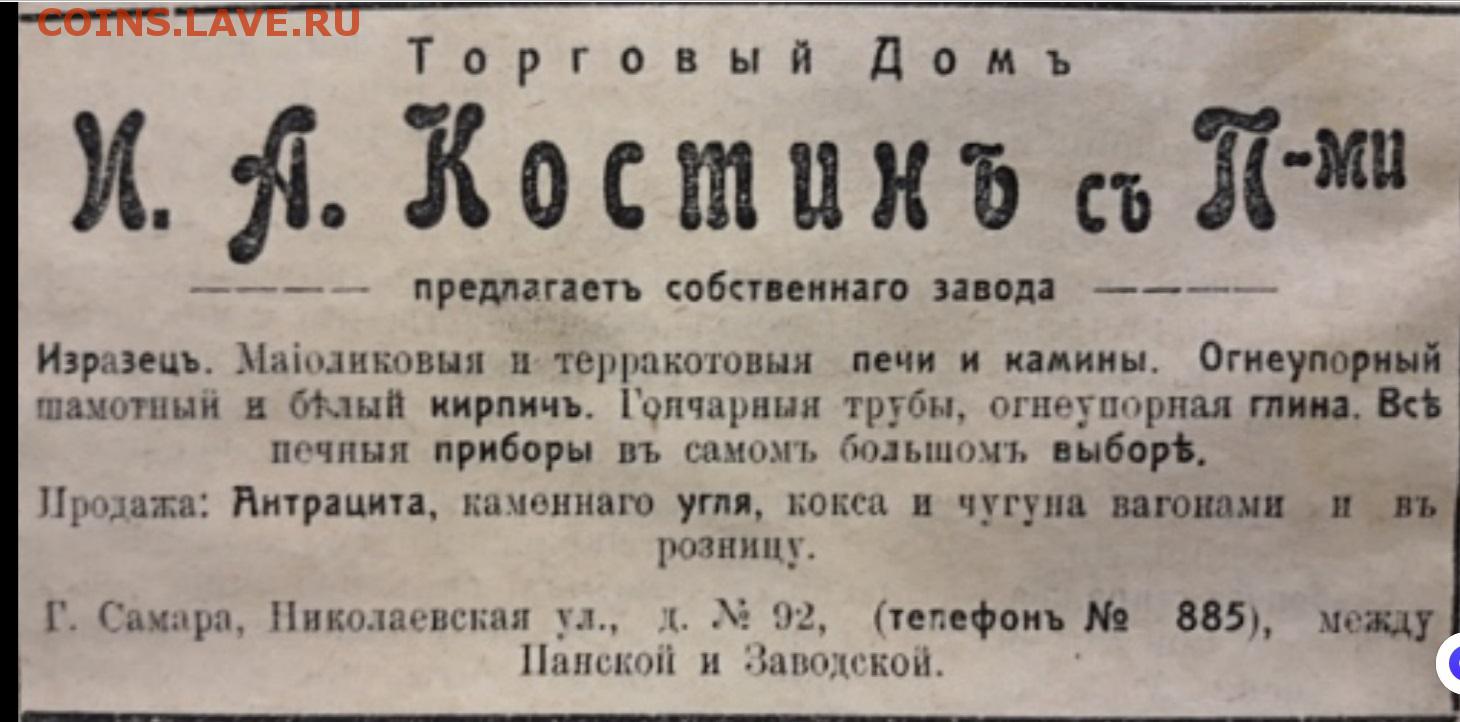 COINS.LAVE.RU
Торговый Домъ
И. А. Костинъ съ П-ми
предлагаетъ собственнаго завода
Изразецъ. Маіоликовыя и терракотовыя печи и камины. Огнеупорный
шамотный и бѣлый кирпичъ. Гончарныя трубы, огнеупорная глина. Всѣ
печныя приборы въ самомъ большомъ выборѣ.
Продажа: Антрацита, каменнаго угля, кокса и чугуна вагонами и въ
розницу.
Г. Самара, Николаевская ул., д. № 92, (телефонъ № 885), между
Панской и Заводской.